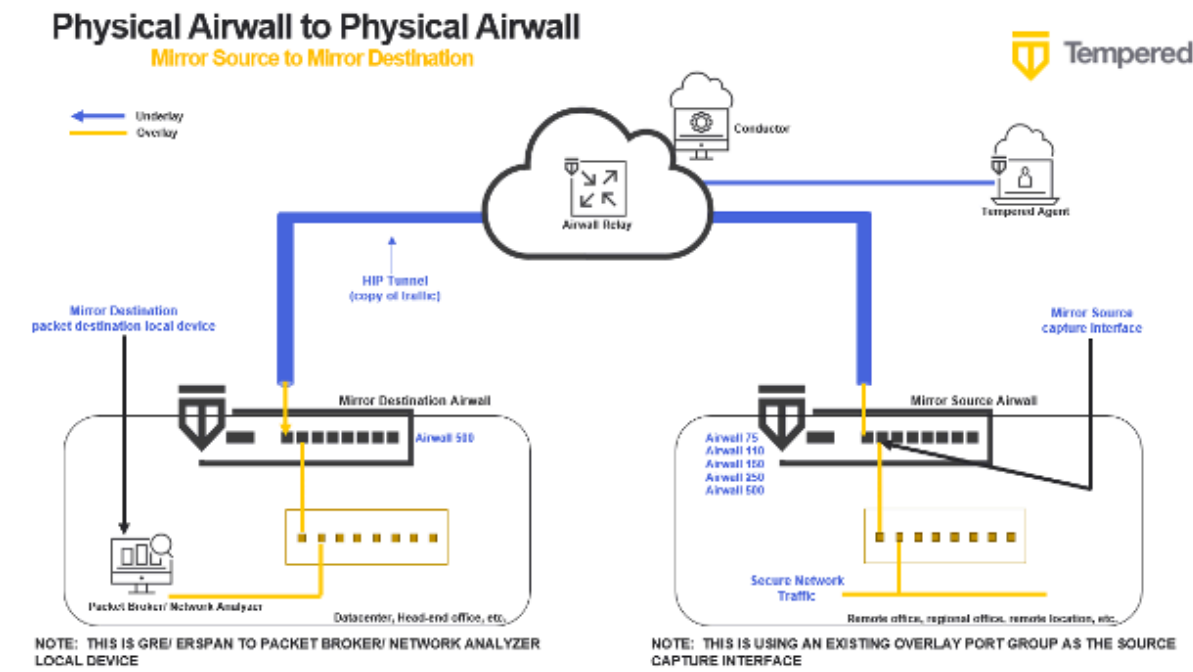 Physical Airwall to Physical Airwall
Mirror Source to Mirror Destination
Tempered
Underlay
Overlay
Conductor
Airwall Relay
Tempered Agent
HIP Tunnel
(copy of traffic)
Mirror Destination
packet destination local device
Mirror Source
capture interface
Mirror Destination Airwall
Airwall 500
Mirror Source Airwall
Airwall 75
Airwall 110
Airwall 150
Airwall 250
Airwall 500
Packet Broker/ Network Analyzer
Datacenter, Head-end office, etc.
Secure Network
Traffic
Remote office, regional office, remote location, etc.
NOTE: THIS IS GRE/ ERSPAN TO PACKET BROKER/ NETWORK ANALYZER
LOCAL DEVICE
NOTE: THIS IS USING AN EXISTING OVERLAY PORT GROUP AS THE SOURCE
CAPTURE INTERFACE